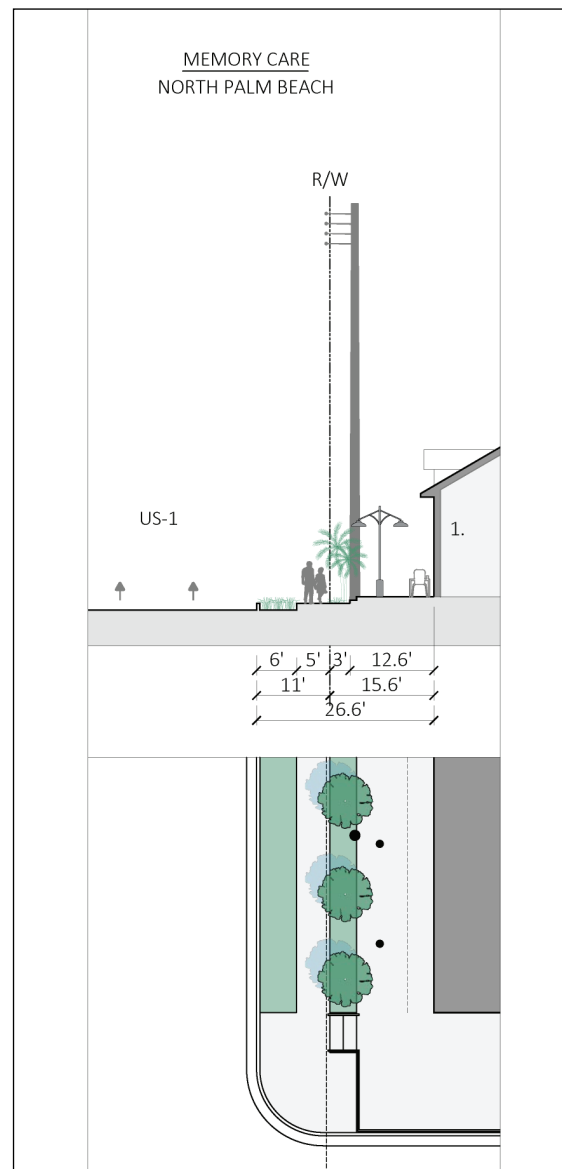 MEMORY CARE
NORTH PALM BEACH
R/W
US-1
1.
6' 5' 3' 12.6'
11' 15.6'
26.6'